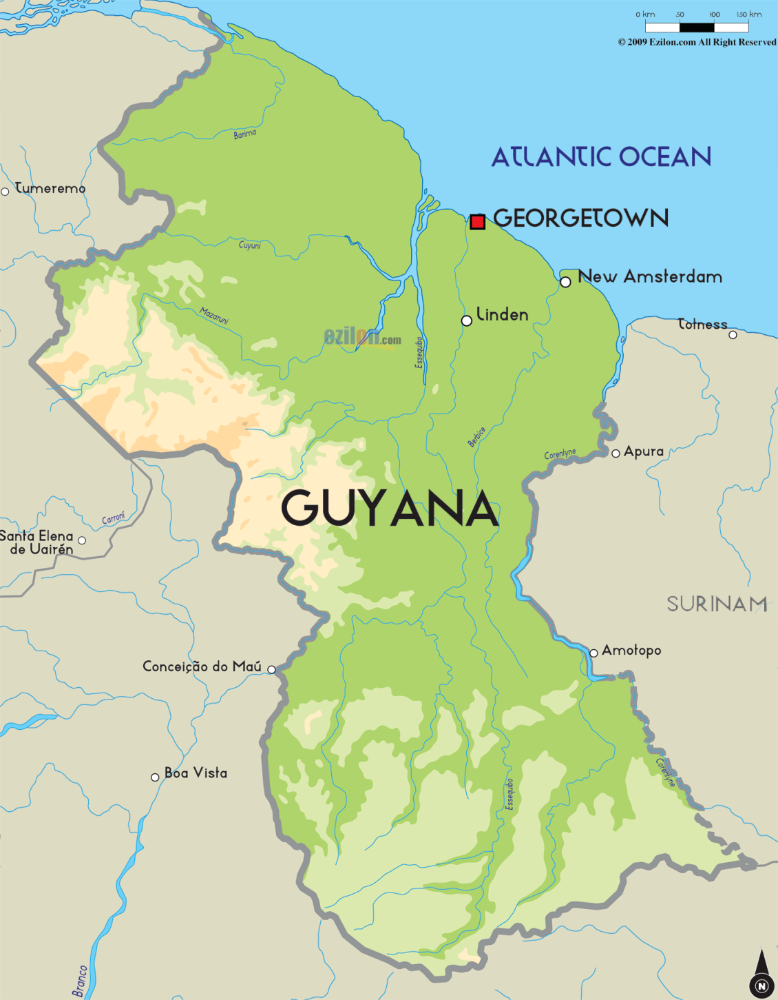 0 km 50 100 150 km
© 2009 Ezilon.com All Right Reserved
Barima
ATLANTIC OCEAN
Tumeremo
GEORGETOWN
Cuyuni
New Amsterdam
Mazaruni
Linden
Totness
ezilon.com
Essequibo
Berbice
Corentyne
Apura
GUYANA
Carroní
Santa Elena
de Uairén
SURINAM
Amotopo
Conceição do Maú
Boa Vista
Corentyne
Essequibo
Branco
N